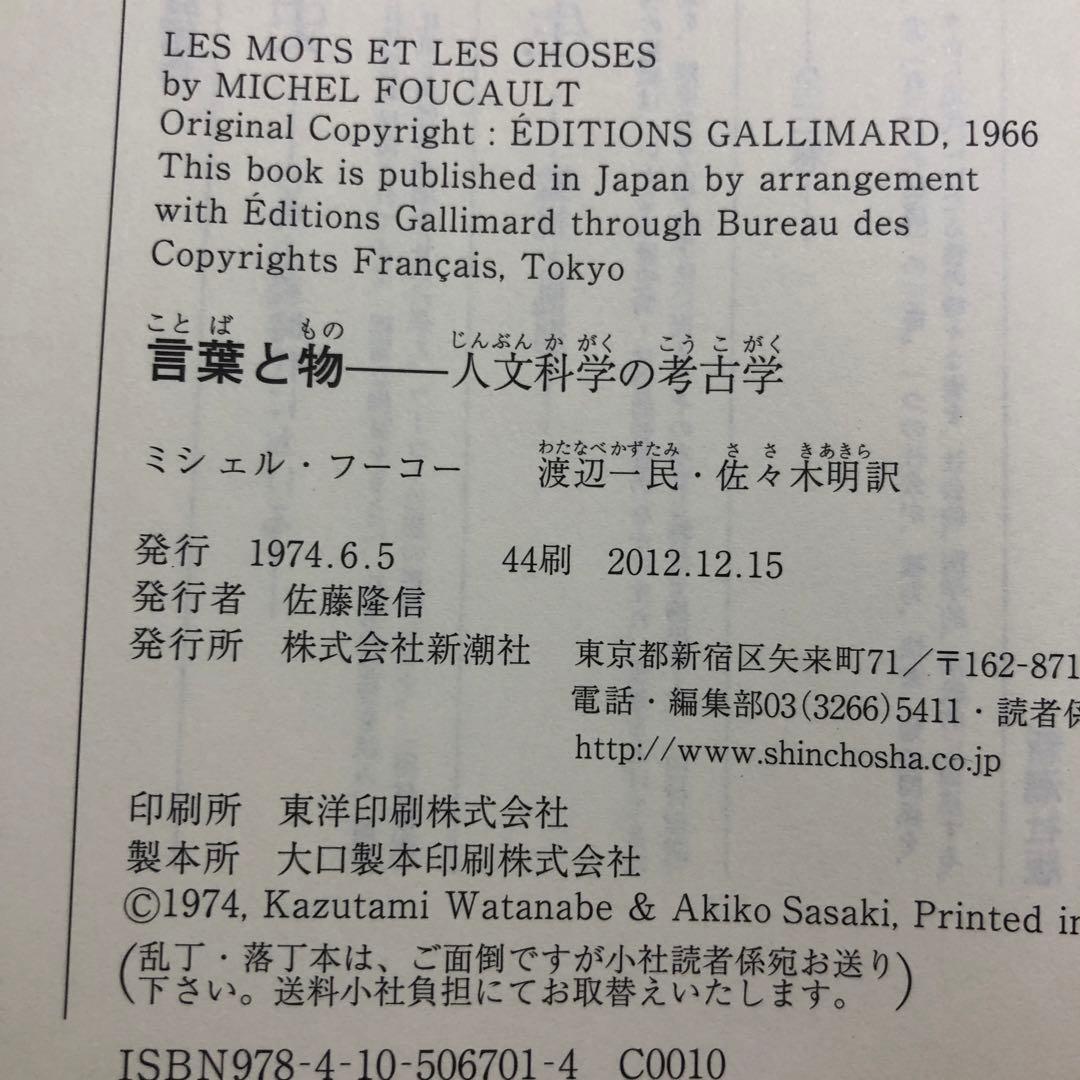 LES MOTS ET LES CHOSES
by MICHEL FOUCAULT
Original Copyright : ÉDITIONS GALLIMARD, 1966
This book is published in Japan by arrangement
with Éditions Gallimard through Bureau des
Copyrights Français, Tokyo
ことば もの じんぶんかがく こうこがく
言葉と物――人文科学の考古学
わたなべかずたみ ささきあきら
ミシェル・フーコー 渡辺一民・佐々木明訳
発行 1974.6.5 44刷 2012.12.15
発行者 佐藤隆信
発行所 株式会社新潮社 東京都新宿区矢来町71／〒162-871
電話・編集部03(3266)5411・読者係
http://www.shinchosha.co.jp
印刷所 東洋印刷株式会社
製本所 大口製本印刷株式会社
©1974, Kazutami Watanabe & Akiko Sasaki, Printed in
(乱丁・落丁本は、ご面倒ですが小社読者係宛お送り
下さい。送料小社負担にてお取替えいたします。)
ISBN978-4-10-506701-4 C0010